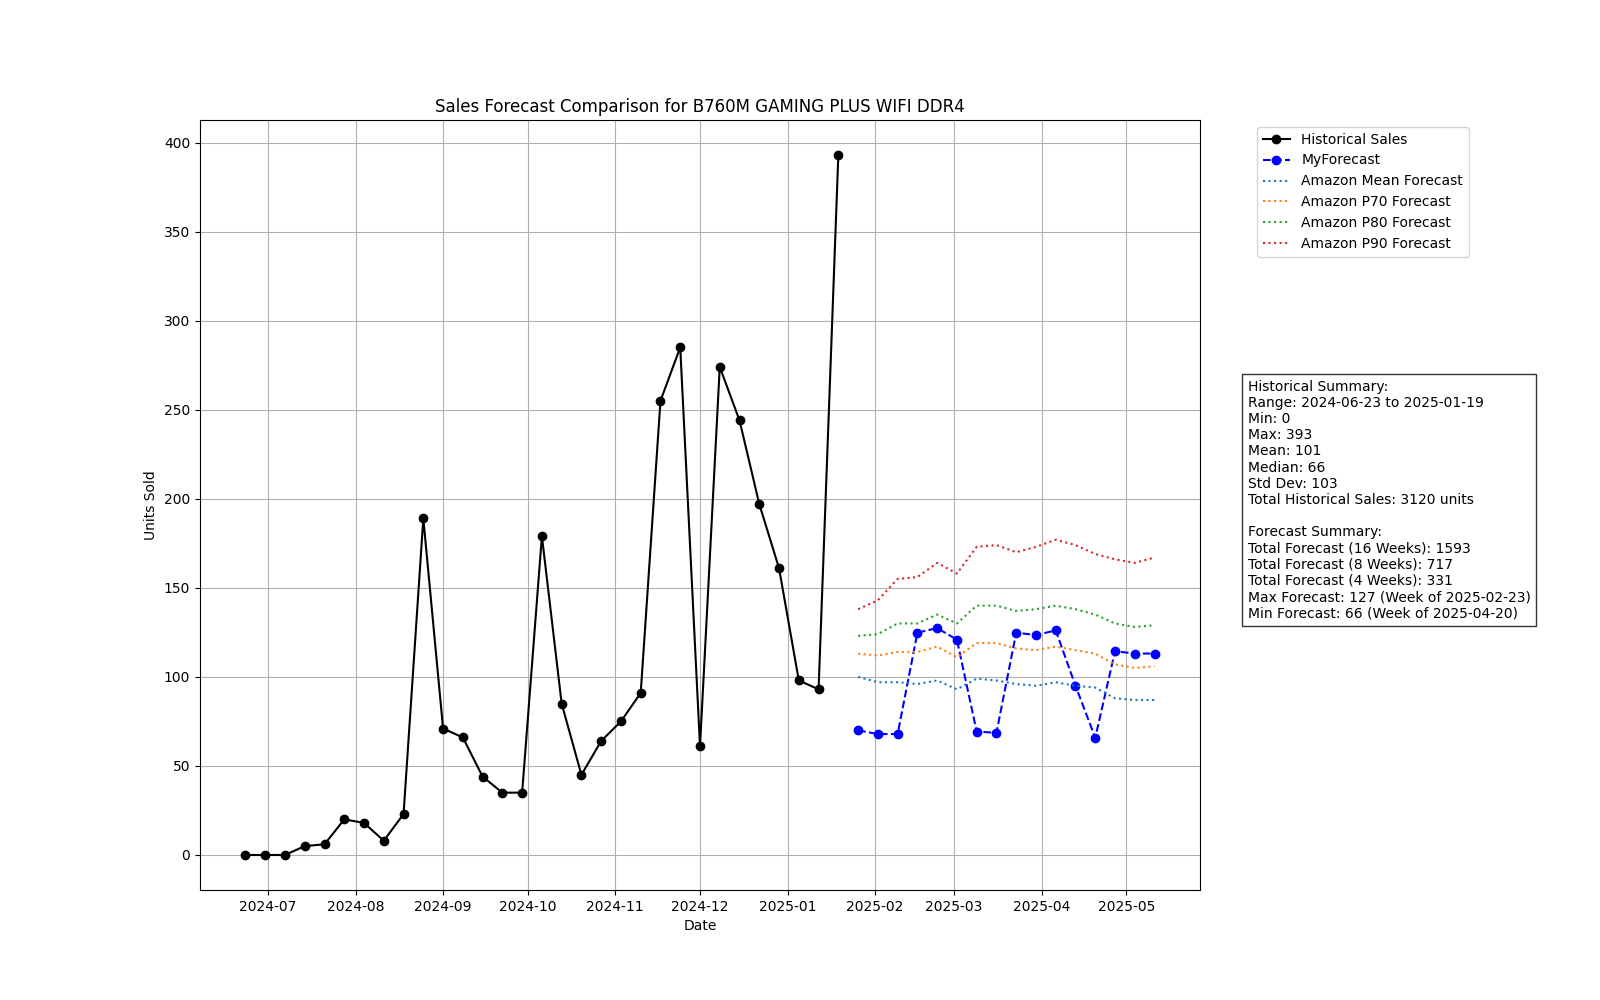 Sales Forecast Comparison for B760M GAMING PLUS WIFI DDR4
400
350
300
250
200
150
100
50
0
Units Sold
2024-07
2024-08
2024-09
2024-10
2024-11
2024-12
2025-01
2025-02
2025-03
2025-04
2025-05
Date
Historical Sales
MyForecast
Amazon Mean Forecast
Amazon P70 Forecast
Amazon P80 Forecast
Amazon P90 Forecast
Historical Summary:
Range: 2024-06-23 to 2025-01-19
Min: 0
Max: 393
Mean: 101
Median: 66
Std Dev: 103
Total Historical Sales: 3120 units
Forecast Summary:
Total Forecast (16 Weeks): 1593
Total Forecast (8 Weeks): 717
Total Forecast (4 Weeks): 331
Max Forecast: 127 (Week of 2025-02-23)
Min Forecast: 66 (Week of 2025-04-20)